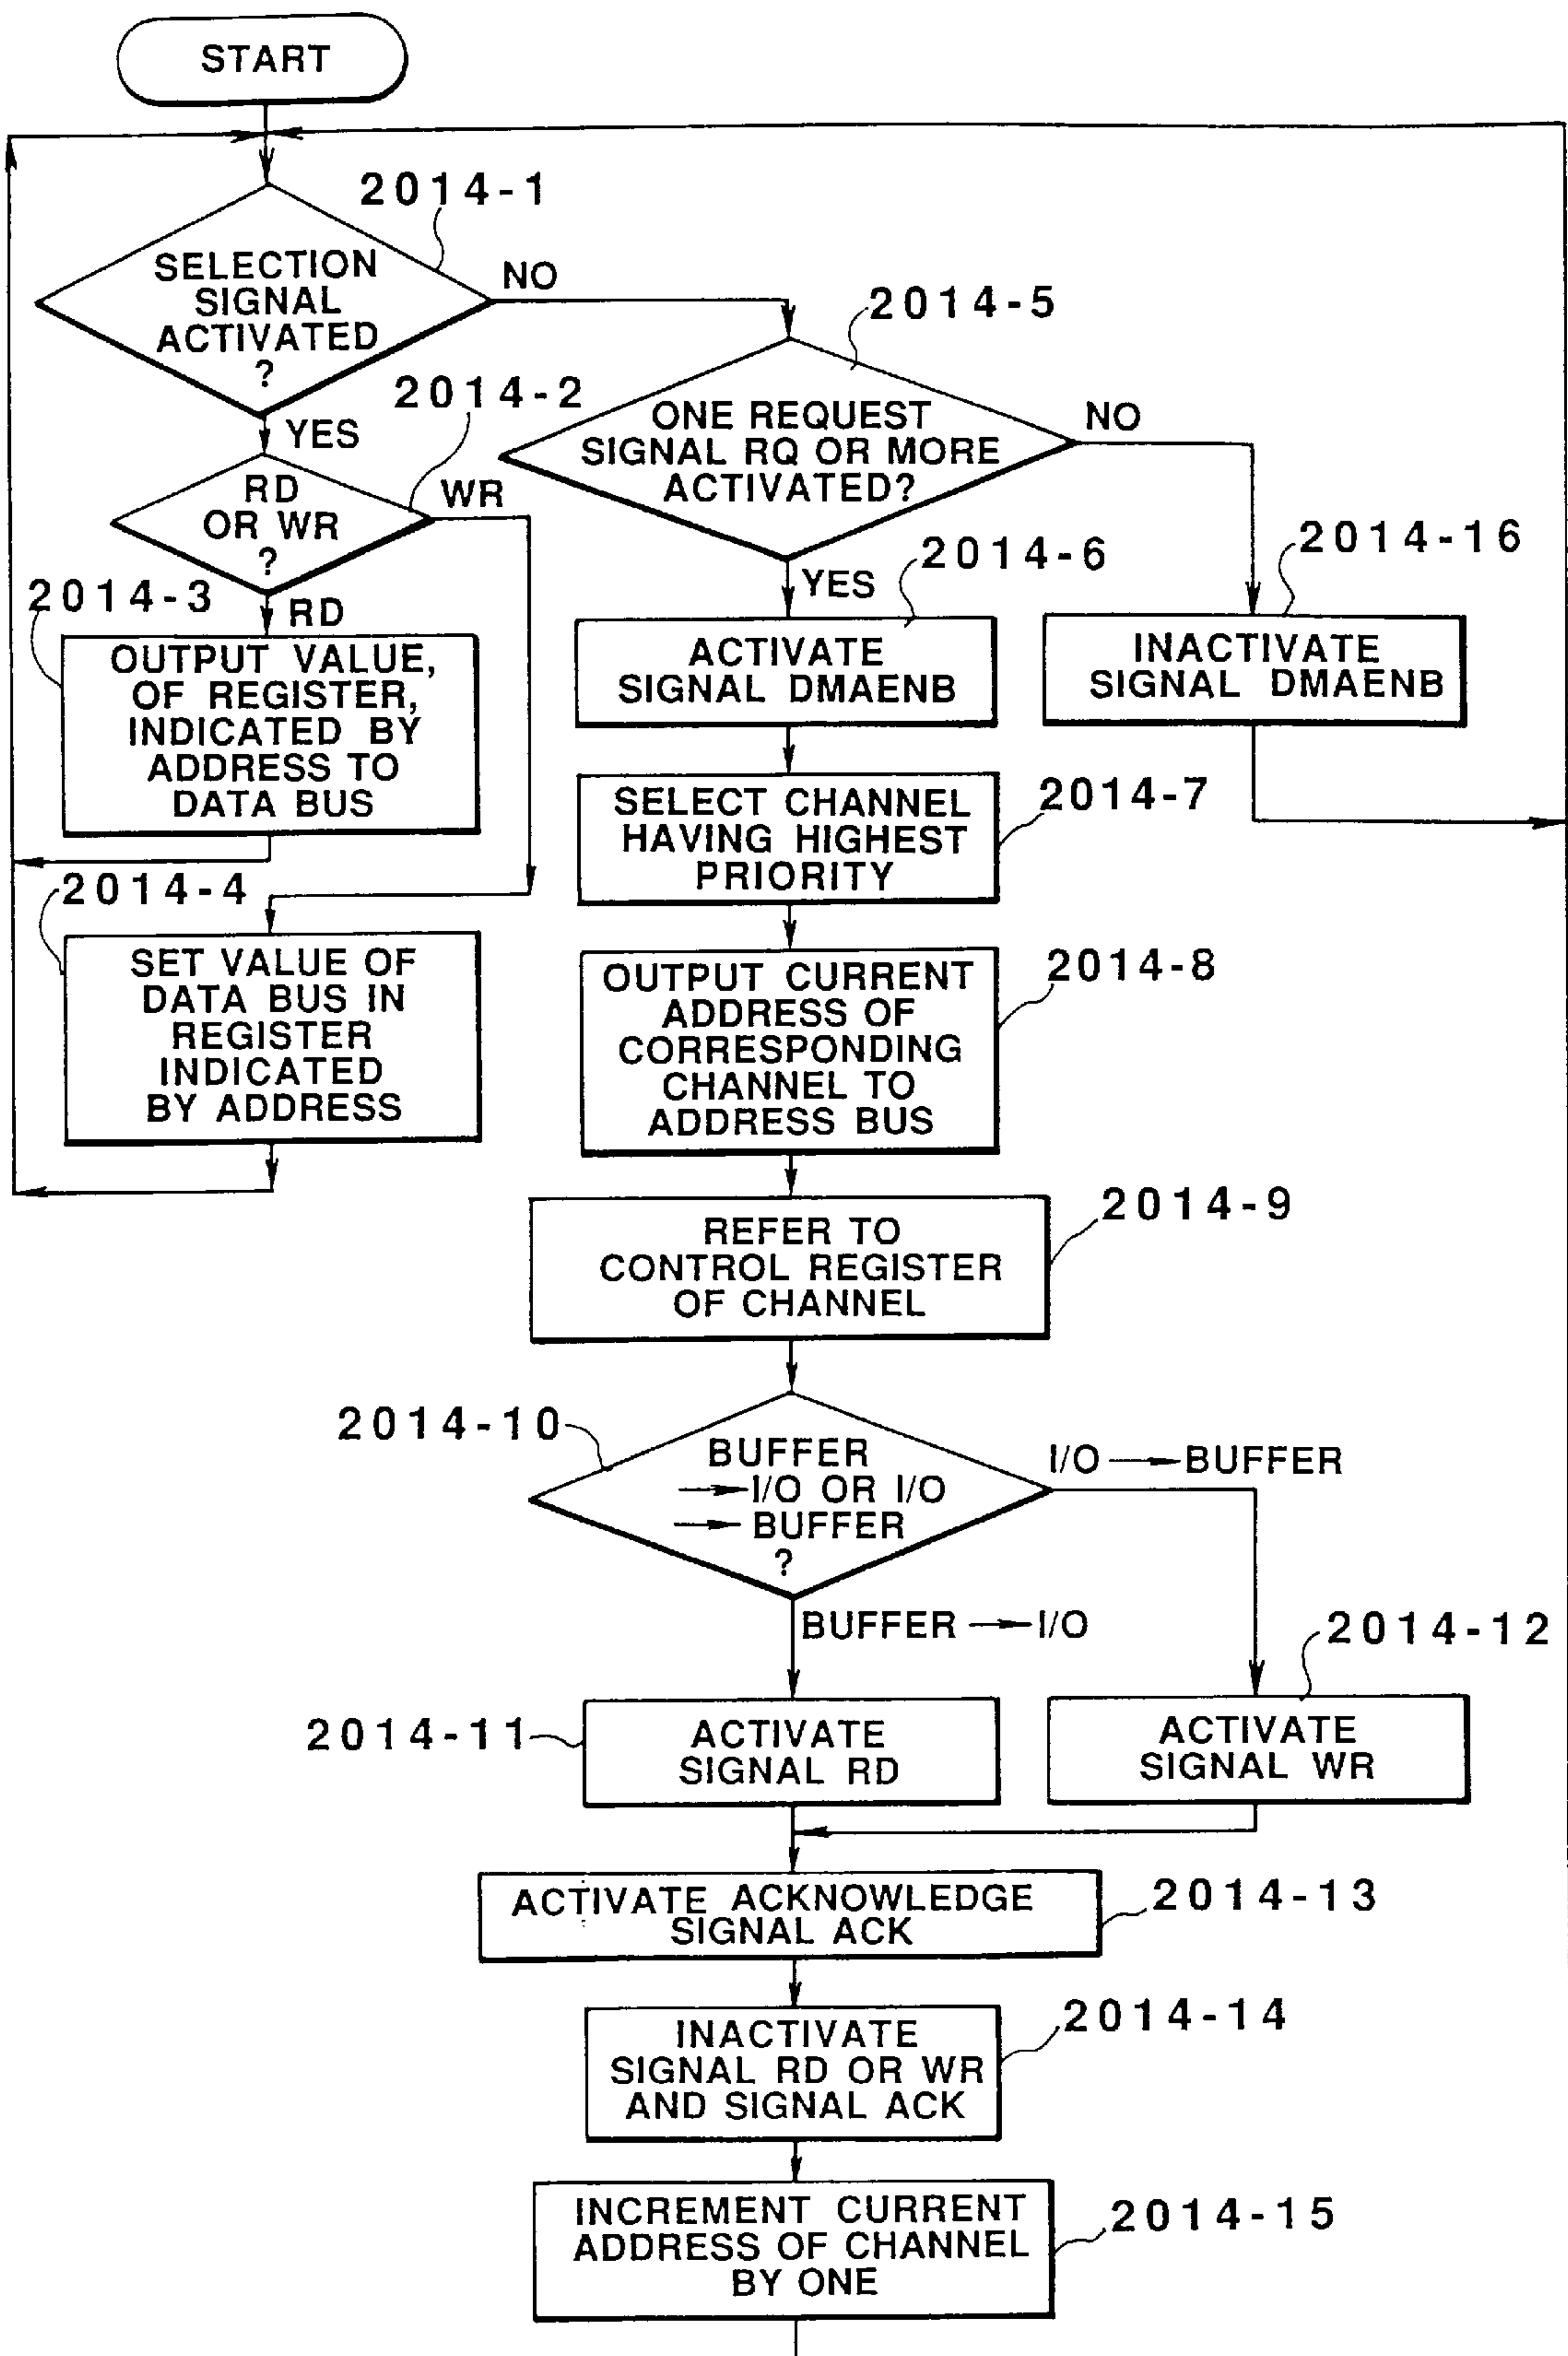 START
2014-1
SELECTION
SIGNAL
ACTIVATED
?
NO
YES
2014-2
RD
OR WR
?
WR
RD
2014-3
OUTPUT VALUE,
OF REGISTER,
INDICATED BY
ADDRESS TO
DATA BUS
2014-4
SET VALUE OF
DATA BUS IN
REGISTER
INDICATED
BY ADDRESS
2014-5
ONE REQUEST
SIGNAL RQ OR MORE
ACTIVATED?
NO
YES
2014-16
INACTIVATE
SIGNAL DMAENB
2014-6
ACTIVATE
SIGNAL DMAENB
2014-7
SELECT CHANNEL
HAVING HIGHEST
PRIORITY
2014-8
OUTPUT CURRENT
ADDRESS OF
CORRESPONDING
CHANNEL TO
ADDRESS BUS
2014-9
REFER TO
CONTROL REGISTER
OF CHANNEL
2014-10
BUFFER
→ I/O OR I/O
→ BUFFER
?
I/O → BUFFER
BUFFER → I/O
2014-11
ACTIVATE
SIGNAL RD
2014-12
ACTIVATE
SIGNAL WR
2014-13
ACTIVATE ACKNOWLEDGE
SIGNAL ACK
2014-14
INACTIVATE
SIGNAL RD OR WR
AND SIGNAL ACK
2014-15
INCREMENT CURRENT
ADDRESS OF CHANNEL
BY ONE